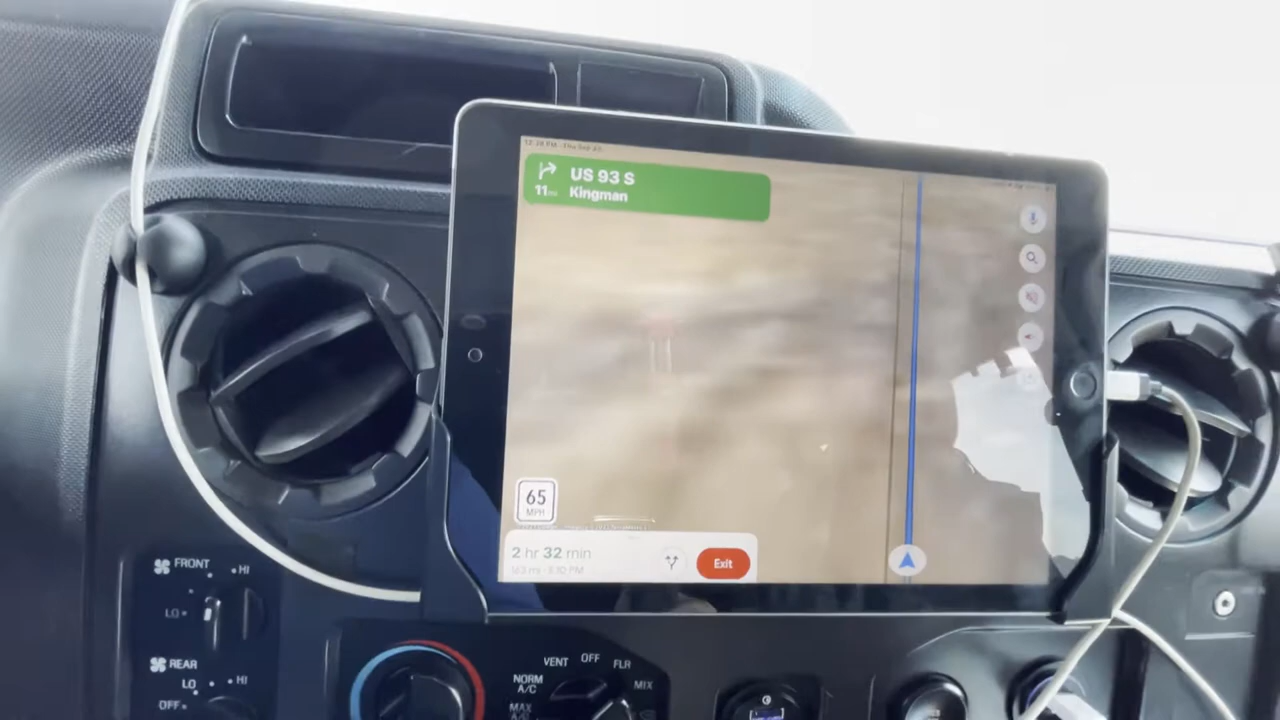 US 93 S
11 mi
Kingman
65
MPH
2 hr 32 min
Exit
FRONT
HI
LO
REAR
LO
HI
OFF
VENT
OFF
FLR
NORM
A/C
MIX
MAX